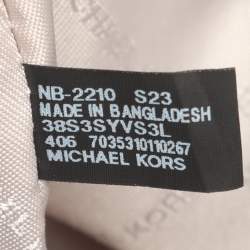 NB-2210 S23
MADE IN BANGLADESH
38S3SYVS3L
406 7035310110267
MICHAEL KORS